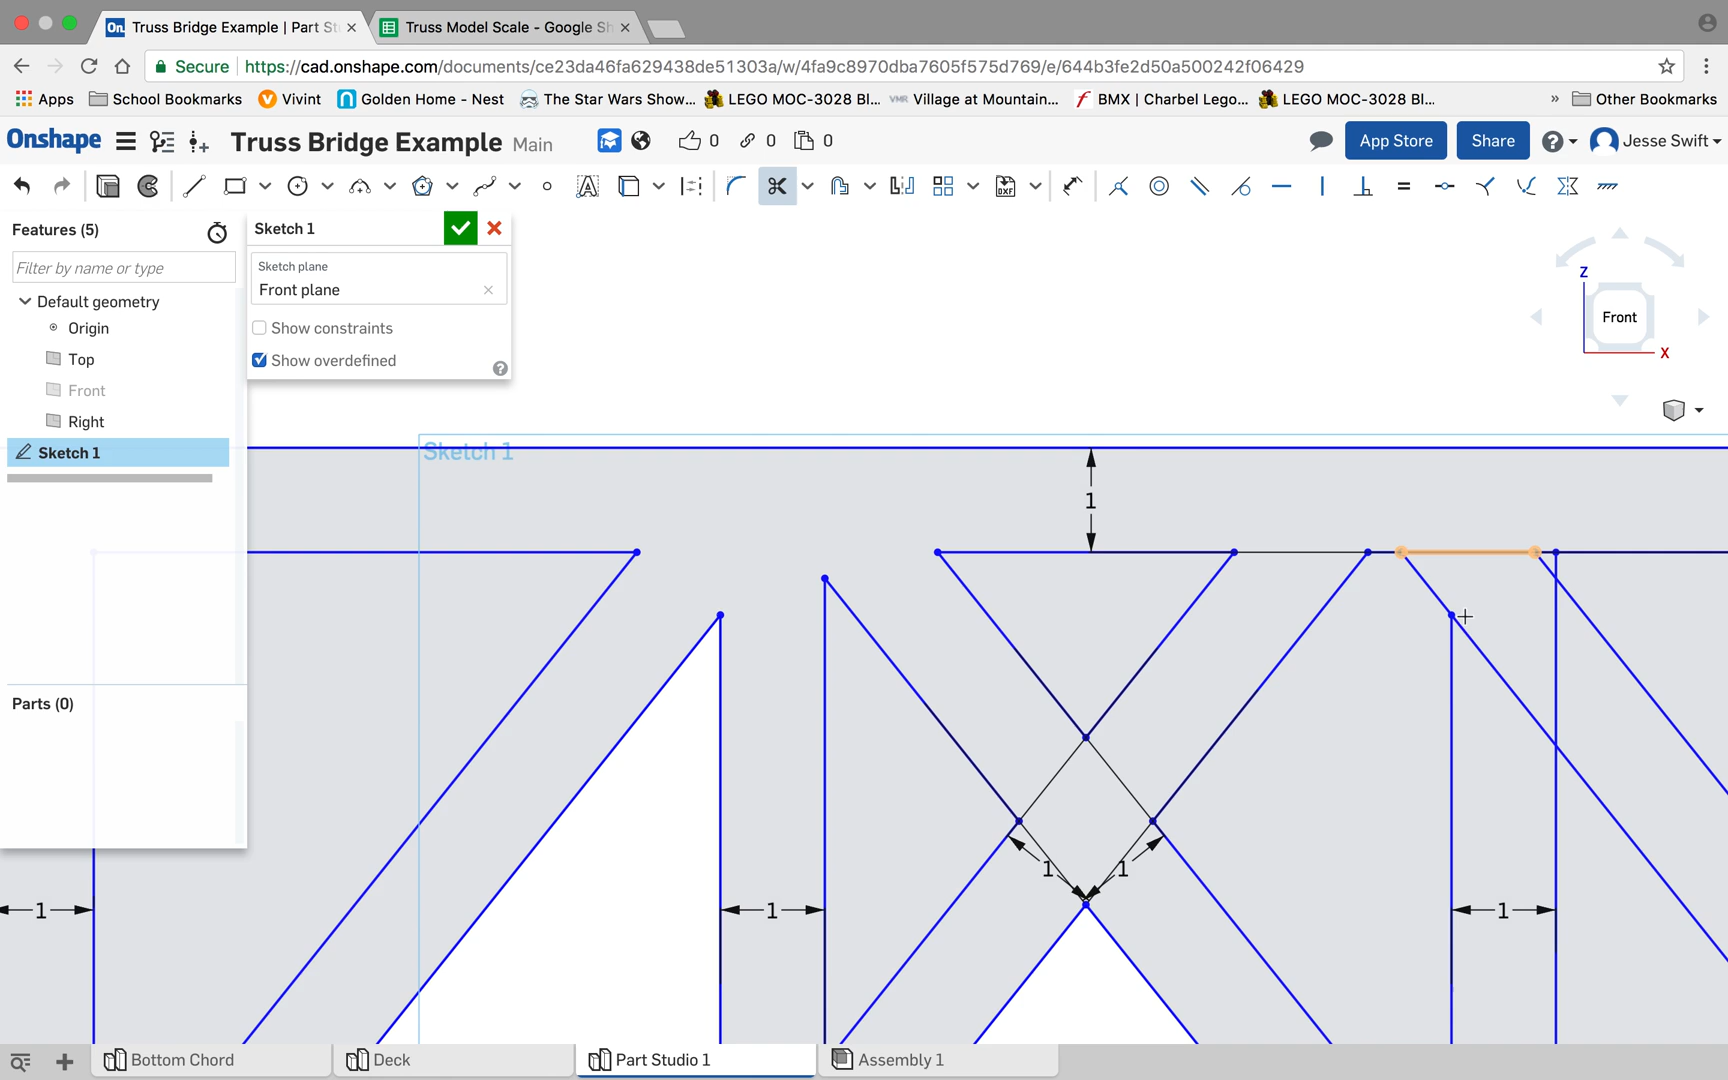 Truss Bridge Example | Part St
Truss Model Scale - Google Sh
Secure
https://cad.onshape.com/documents/ce23da46fa629438de51303a/w/4fa9c8970dba7605f575d769/e/644b3fe2d50a500242f06429
Apps School Bookmarks Vivint Golden Home - Nest The Star Wars Show... LEGO MOC-3028 Bl... VMR Village at Mountain... BMX | Charbel Lego... LEGO MOC-3028 Bl... » Other Bookmarks
Onshape Truss Bridge Example Main 0 0 0 App Store Share Jesse Swift
DXF
Features (5)
Filter by name or type
Default geometry
Origin
Top
Front
Right
Sketch 1
Parts (0)
Sketch 1
Sketch plane
Front plane
Show constraints
Show overdefined
Z
Front
X
Sketch 1
1
1 1
1 1 1
Bottom Chord Deck Part Studio 1 Assembly 1